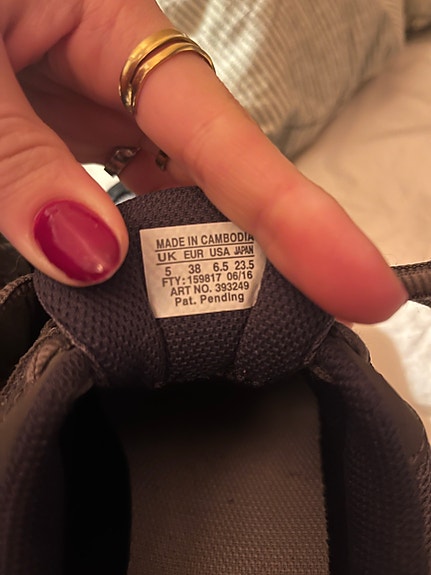 MADE IN CAMBODIA
UK EUR USA JAPAN
5 38 6.5 23.5
FTY: 159817 06/16
ART NO. 393249
Pat. Pending